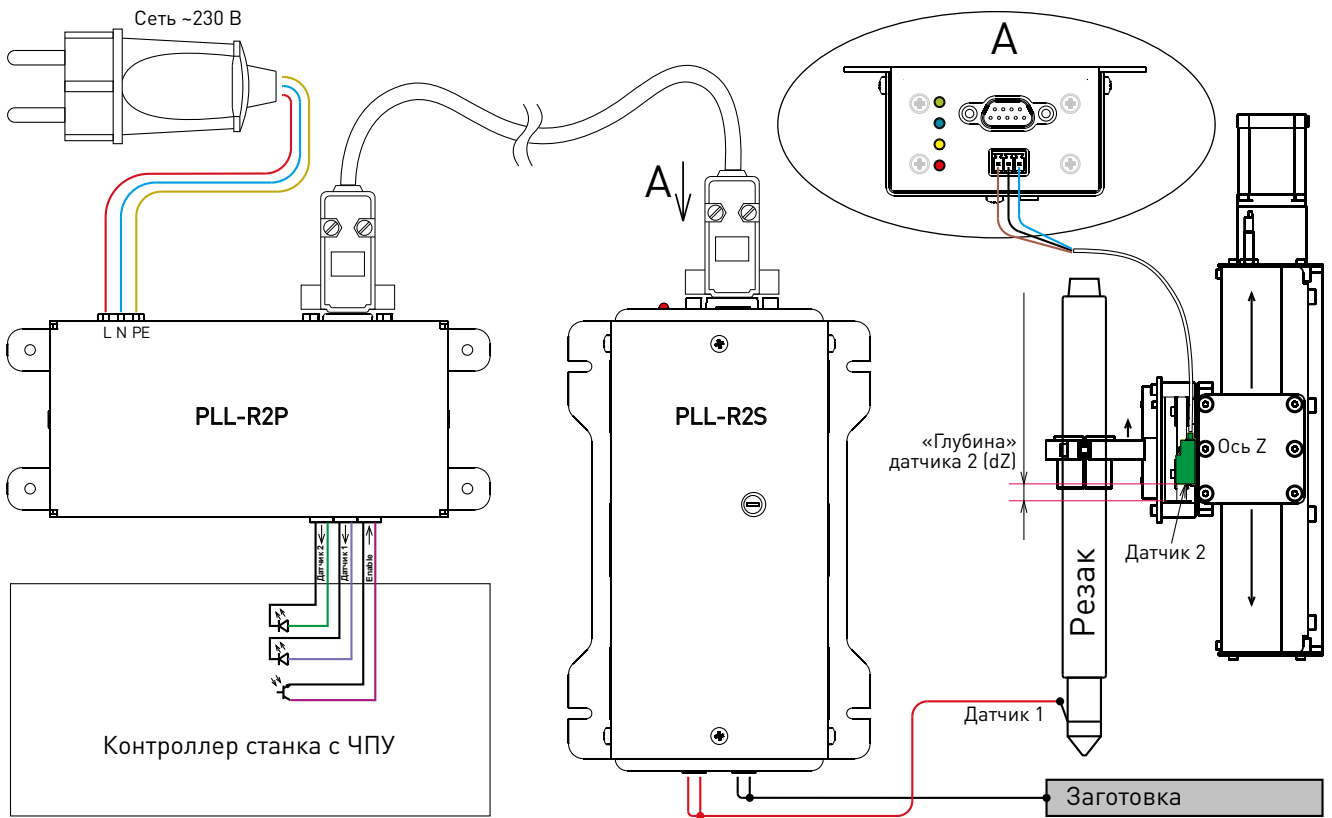 Сеть ~230 В
А
А
L N PE
PLL-R2P
PLL-R2S
«Глубина»
датчика 2 (dZ)
Ось Z
Датчик 2
Датчик 2
Датчик 1
Enable
Резак
Датчик 1
Контроллер станка с ЧПУ
Заготовка